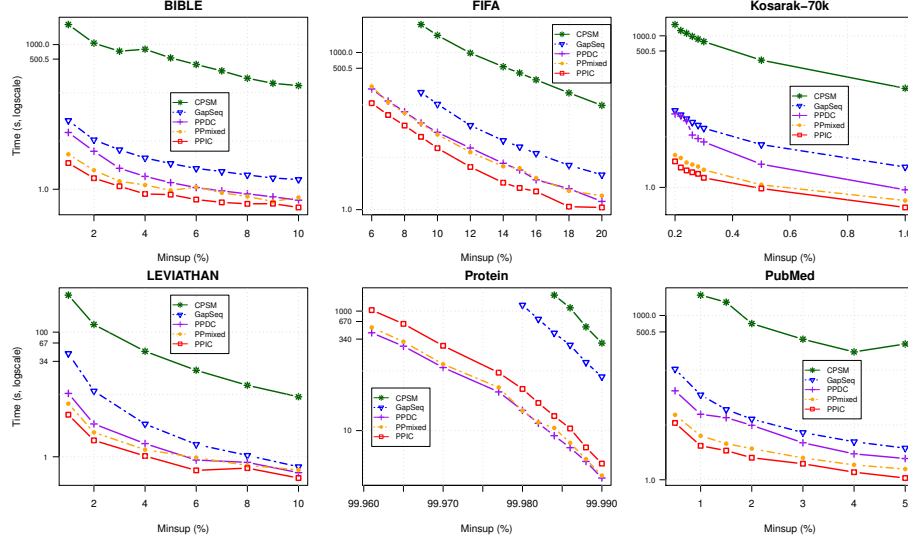 BIBLE
Time (s, logscale)
1000.0
500.5
1.0
CPSM
GapSeq
PPDC
PPmixed
PPIC
2 4 6 8 10
Minsup (%)
FIFA
1000.0
500.5
1.0
CPSM
GapSeq
PPDC
PPmixed
PPIC
6 7 8 9 10 12 14 15 16 18 20
Minsup (%)
Kosarak−70k
1000.0
500.5
1.0
CPSM
GapSeq
PPDC
PPmixed
PPIC
0.2 0.4 0.6 0.8 1.0
Minsup (%)
LEVIATHAN
Time (s, logscale)
100
67
34
1
CPSM
GapSeq
PPDC
PPmixed
PPIC
2 4 6 8 10
Minsup (%)
Protein
1000
670
340
10
CPSM
GapSeq
PPDC
PPmixed
PPIC
99.960 99.970 99.980 99.990
Minsup (%)
PubMed
1000.0
500.5
1.0
CPSM
GapSeq
PPDC
PPmixed
PPIC
1 2 3 4 5
Minsup (%)